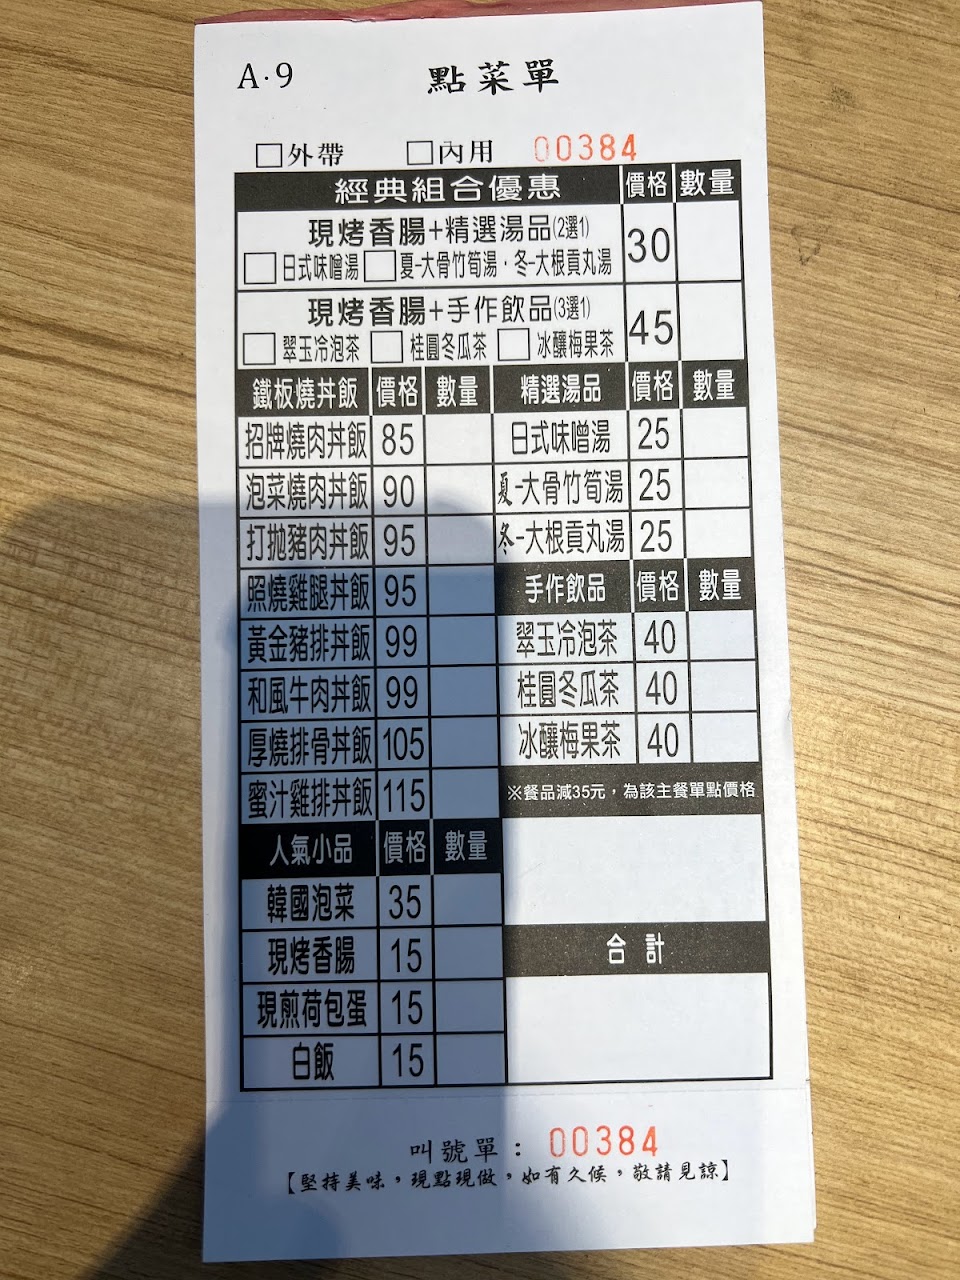 A·9
點菜單
□外帶 □內用 00384
經典組合優惠 價格 數量
現烤香腸+精選湯品(2選1) 30
□日式味噌湯 □夏-大骨竹筍湯．冬-大根貢丸湯
現烤香腸+手作飲品(3選1) 45
□翠玉冷泡茶 □桂圓冬瓜茶 □冰釀梅果茶
鐵板燒丼飯 價格 數量
招牌燒肉丼飯 85
泡菜燒肉丼飯 90
打拋豬肉丼飯 95
照燒雞腿丼飯 95
黃金豬排丼飯 99
和風牛肉丼飯 99
厚燒排骨丼飯 105
蜜汁雞排丼飯 115
人氣小品 價格 數量
韓國泡菜 35
現烤香腸 15
現煎荷包蛋 15
白飯 15
精選湯品 價格 數量
日式味噌湯 25
夏-大骨竹筍湯 25
冬-大根貢丸湯 25
手作飲品 價格 數量
翠玉冷泡茶 40
桂圓冬瓜茶 40
冰釀梅果茶 40
※餐品減35元，為該主餐單點價格
合計
叫號單：00384
【堅持美味，現點現做，如有久候，敬請見諒】